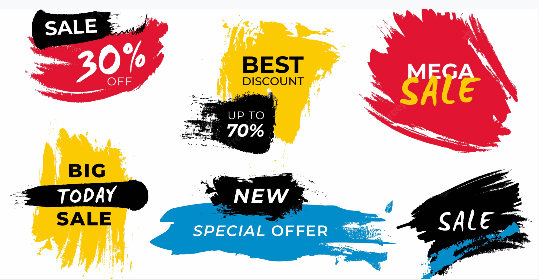 SALE
30%
OFF
BEST
DISCOUNT
UP TO
70%
MEGA
SALE
BIG
TODAY
SALE
NEW
SPECIAL OFFER
SALE